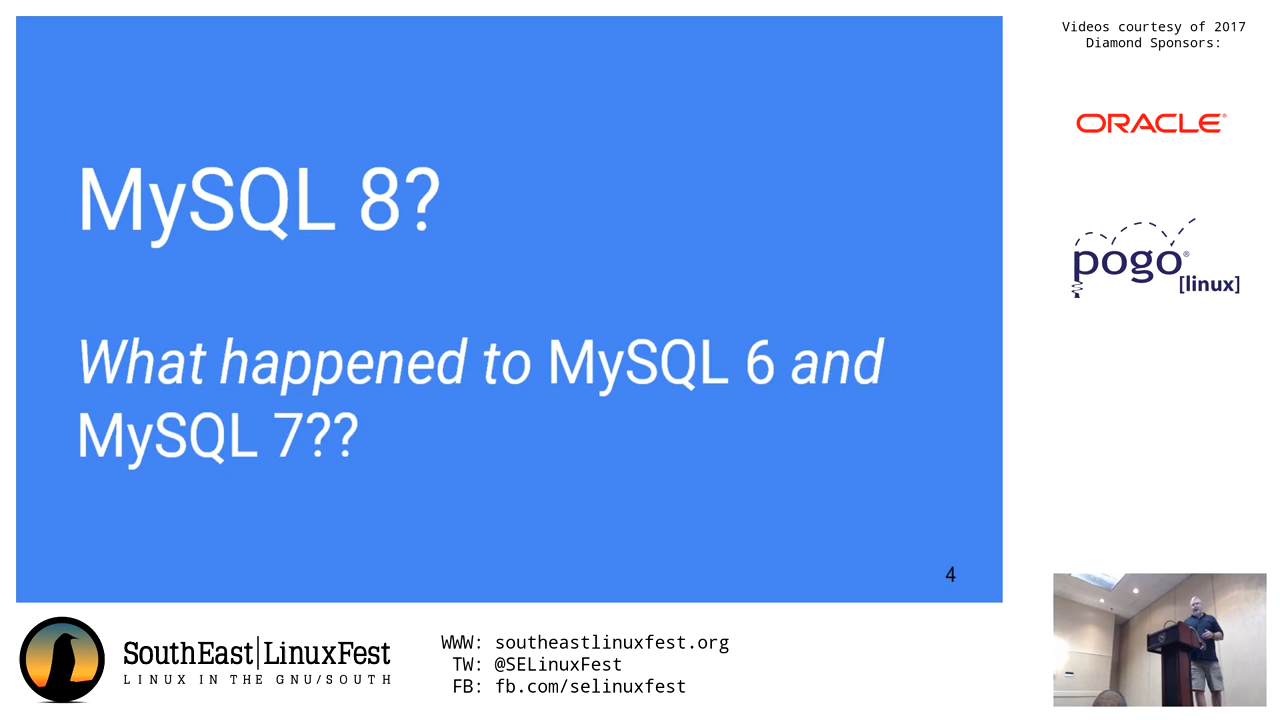 MySQL 8?
What happened to MySQL 6 and
MySQL 7??
4
Videos courtesy of 2017
Diamond Sponsors:
ORACLE®
pogo®
[linux]
SouthEast|LinuxFest
LINUX IN THE GNU/SOUTH
WWW: southeastlinuxfest.org
TW: @SELinuxFest
FB: fb.com/selinuxfest